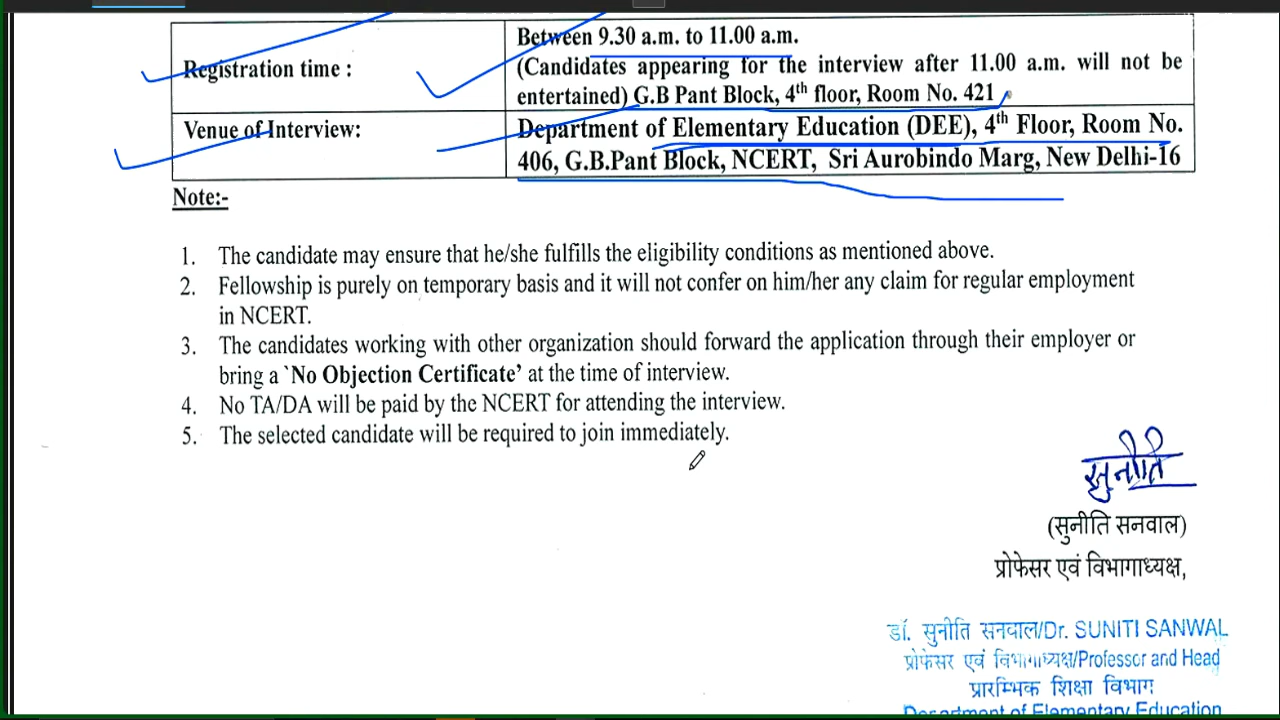 Between 9.30 a.m. to 11.00 a.m.
Registration time :
(Candidates appearing for the interview after 11.00 a.m. will not be
entertained) G.B Pant Block, 4th floor, Room No. 421
Venue of Interview:
Department of Elementary Education (DEE), 4th Floor, Room No.
406, G.B.Pant Block, NCERT, Sri Aurobindo Marg, New Delhi-16
Note:-
1. The candidate may ensure that he/she fulfills the eligibility conditions as mentioned above.
2. Fellowship is purely on temporary basis and it will not confer on him/her any claim for regular employment
in NCERT.
3. The candidates working with other organization should forward the application through their employer or
bring a `No Objection Certificate' at the time of interview.
4. No TA/DA will be paid by the NCERT for attending the interview.
5. The selected candidate will be required to join immediately.
सुनीति
(सुनीति सनवाल)
प्रोफेसर एवं विभागाध्यक्ष,
डॉ. सुनीति सनवाल/Dr. SUNITI SANWAL
प्रोफेसर एवं विभागाध्यक्ष/Professor and Head
प्रारम्भिक शिक्षा विभाग
Department of Elementary Education